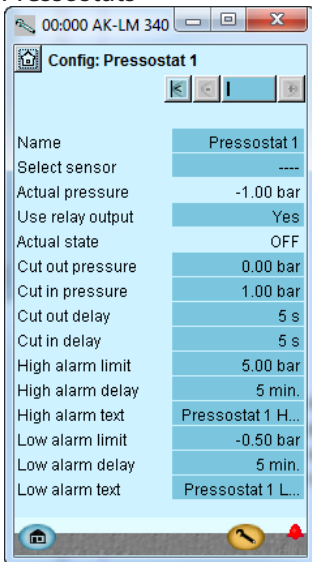 Pressostats
00:000 AK-LM 340
Config: Pressostat 1
Name Pressostat 1
Select sensor ----
Actual pressure -1.00 bar
Use relay output Yes
Actual state OFF
Cut out pressure 0.00 bar
Cut in pressure 1.00 bar
Cut out delay 5 s
Cut in delay 5 s
High alarm limit 5.00 bar
High alarm delay 5 min.
High alarm text Pressostat 1 H...
Low alarm limit -0.50 bar
Low alarm delay 5 min.
Low alarm text Pressostat 1 L...